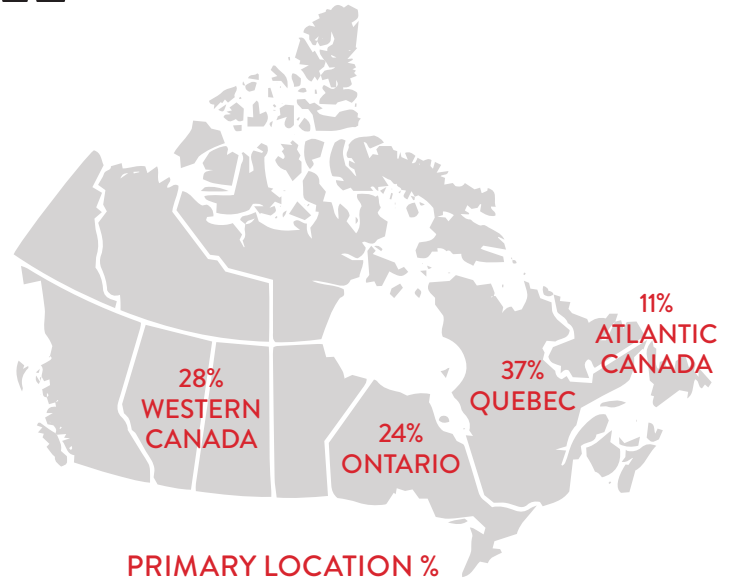 11%
ATLANTIC
CANADA
28%
WESTERN
CANADA
37%
QUEBEC
24%
ONTARIO
PRIMARY LOCATION %